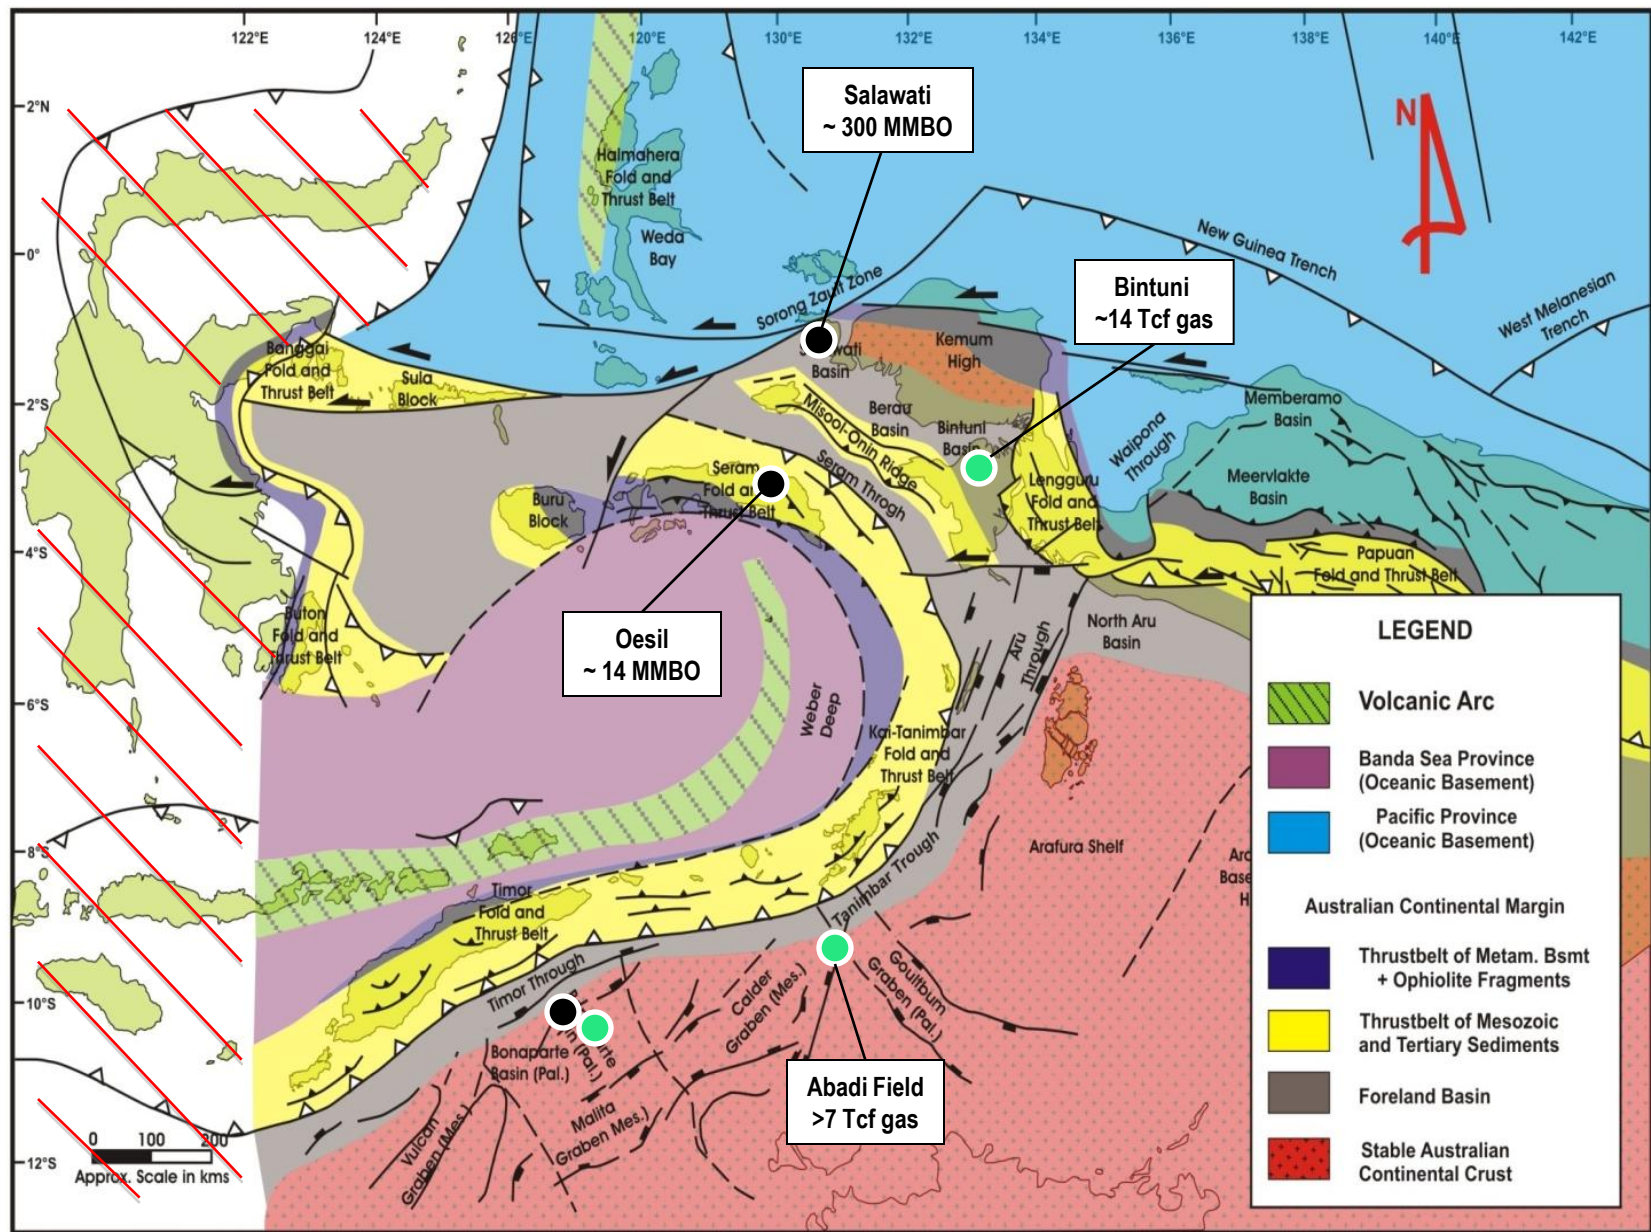 122°E 124°E 126°E 120°E 130°E 132°E 134°E 136°E 138°E 140°E 142°E
2°N
0°
2°S
4°S
6°S
8°S
10°S
12°S
N
Salawati
~ 300 MMBO
Bintuni
~14 Tcf gas
Oesil
~ 14 MMBO
Abadi Field
>7 Tcf gas
Halmahera
Fold and
Thrust Belt
Weda
Bay
Sorong Zault Zone
New Guinea Trench
West Melanesian
Trench
Banggai
Fold and
Thrust Belt
Sula
Block
Basin
Kemum
High
Misool-Onin Ridge
Berau
Basin
Bintuni
Seram Throgh
Seram
Thrust Belt
Buru
Block
Lengguru
Fold and
Thrust Belt
Waipona
Through
Memberamo
Basin
Meervlakte
Basin
Papuan
Fold and Thrust Belt
Buton
Fold and
Thrust Belt
North Aru
Basin
Aru
Through
Weber
Deep
Kai-Tanimbar
Fold and
Thrust Belt
Arafura Shelf
Tanimbar Trough
Timor
Fold and
Thrust Belt
Timor Through
Bonaparte
Basin (Pal.)
Calder
Graben (Mes.)
Goultburn
Graben (Pal.)
Malita
Graben Mes.)
Vulcan
Graben (Mes.)
0 100 200
Approx. Scale in kms
LEGEND
Volcanic Arc
Banda Sea Province
(Oceanic Basement)
Pacific Province
(Oceanic Basement)
Australian Continental Margin
Thrustbelt of Metam. Bsmt
+ Ophiolite Fragments
Thrustbelt of Mesozoic
and Tertiary Sediments
Foreland Basin
Stable Australian
Continental Crust